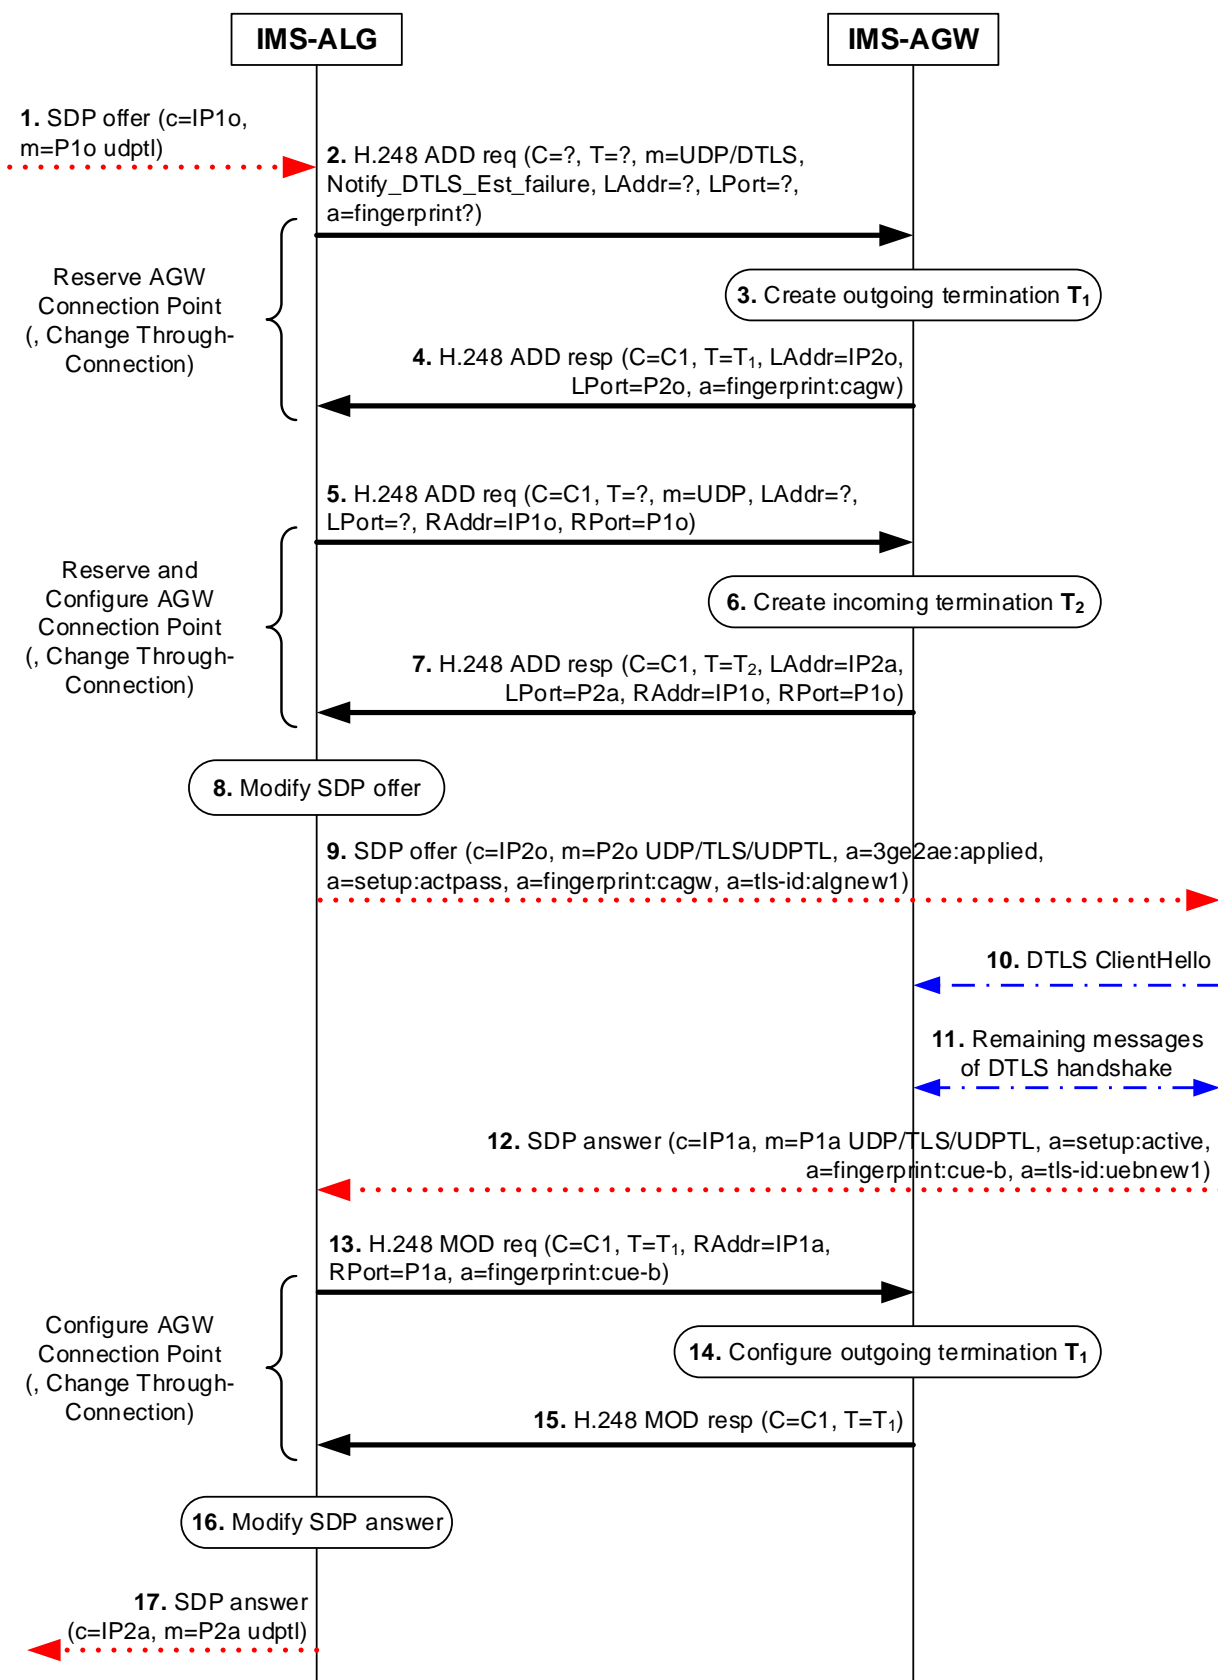 IMS-ALG
IMS-AGW
1. SDP offer (c=IP1o,
m=P1o udptl)
2. H.248 ADD req (C=?, T=?, m=UDP/DTLS,
Notify_DTLS_Est_failure, LAddr=?, LPort=?,
a=fingerprint?)
Reserve AGW
Connection Point
(, Change Through-
Connection)
3. Create outgoing termination T1
4. H.248 ADD resp (C=C1, T=T1, LAddr=IP2o,
LPort=P2o, a=fingerprint:cagw)
5. H.248 ADD req (C=C1, T=?, m=UDP, LAddr=?,
LPort=?, RAddr=IP1o, RPort=P1o)
Reserve and
Configure AGW
Connection Point
(, Change Through-
Connection)
6. Create incoming termination T2
7. H.248 ADD resp (C=C1, T=T2, LAddr=IP2a,
LPort=P2a, RAddr=IP1o, RPort=P1o)
8. Modify SDP offer
9. SDP offer (c=IP2o, m=P2o UDP/TLS/UDPTL, a=3ge2ae:applied,
a=setup:actpass, a=fingerprint:cagw, a=tls-id:algnew1)
10. DTLS ClientHello
11. Remaining messages
of DTLS handshake
12. SDP answer (c=IP1a, m=P1a UDP/TLS/UDPTL, a=setup:active,
a=fingerprint:cue-b, a=tls-id:uebnew1)
13. H.248 MOD req (C=C1, T=T1, RAddr=IP1a,
RPort=P1a, a=fingerprint:cue-b)
Configure AGW
Connection Point
(, Change Through-
Connection)
14. Configure outgoing termination T1
15. H.248 MOD resp (C=C1, T=T1)
16. Modify SDP answer
17. SDP answer
(c=IP2a, m=P2a udptl)